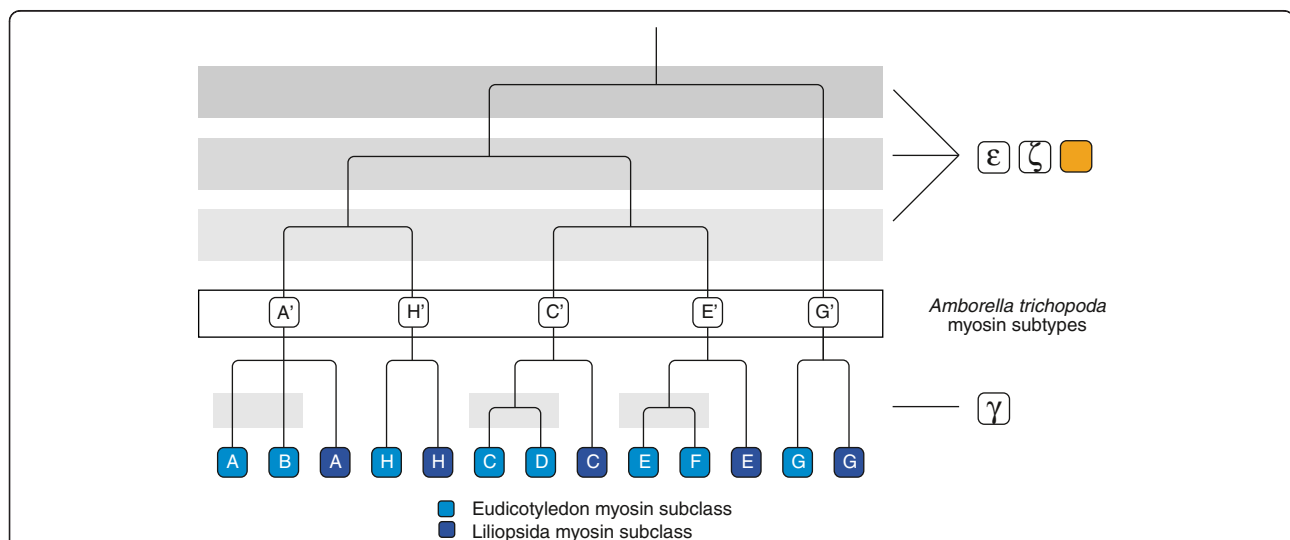 ε ζ
A' H' C' E' G'
Amborella trichopoda
myosin subtypes
γ
A B A H H C D C E F E G G
Eudicotyledon myosin subclass
Liliopsida myosin subclass